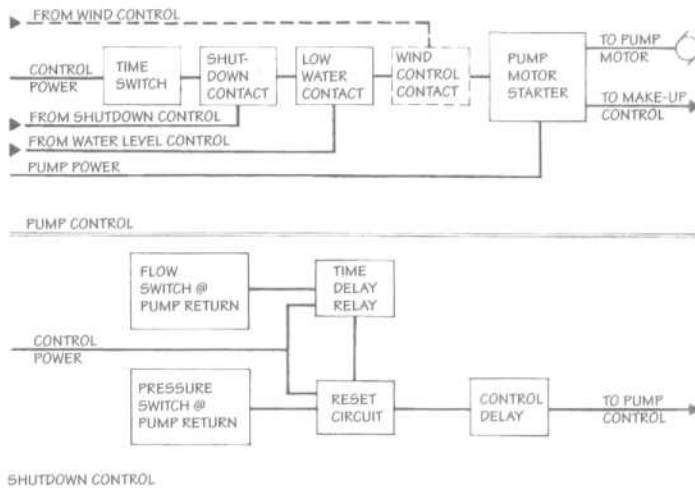 FROM WIND CONTROL
CONTROL
POWER
TIME
SWITCH
SHUT-
DOWN
CONTACT
LOW
WATER
CONTACT
WIND
CONTROL
CONTACT
PUMP
MOTOR
STARTER
TO PUMP
MOTOR
TO MAKE-UP
CONTROL
FROM SHUTDOWN CONTROL
FROM WATER LEVEL CONTROL
PUMP POWER
PUMP CONTROL
FLOW
SWITCH @
PUMP RETURN
TIME
DELAY
RELAY
CONTROL
POWER
PRESSURE
SWITCH @
PUMP RETURN
RESET
CIRCUIT
CONTROL
DELAY
TO PUMP
CONTROL
SHUTDOWN CONTROL